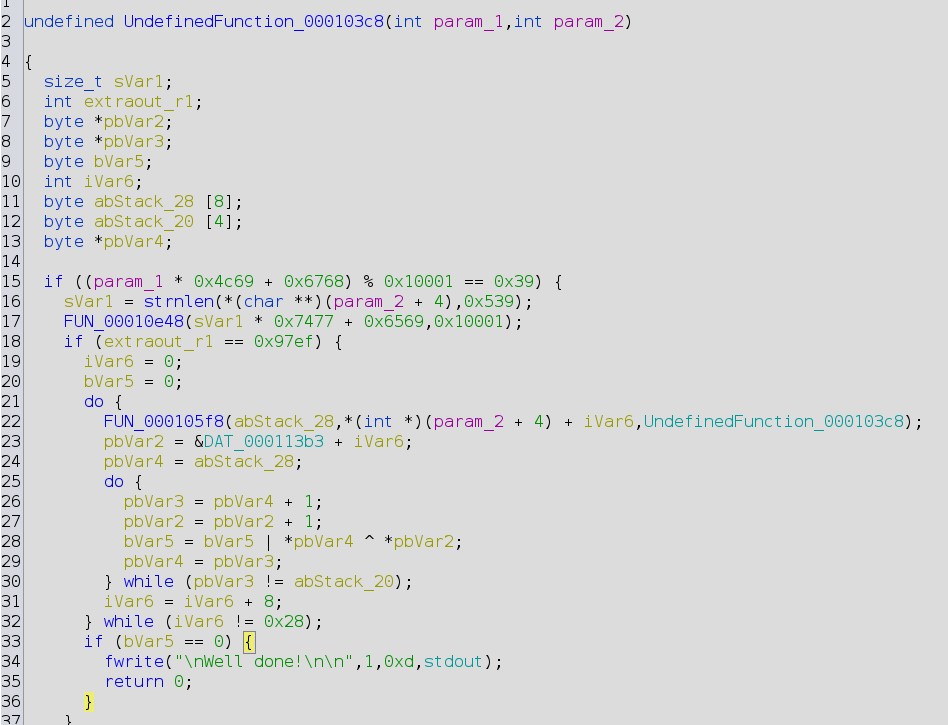 1
2 undefined UndefinedFunction_000103c8(int param_1,int param_2)
3
4 {
5   size_t sVar1;
6   int extraout_r1;
7   byte *pbVar2;
8   byte *pbVar3;
9   byte bVar5;
10   int iVar6;
11   byte abStack_28 [8];
12   byte abStack_20 [4];
13   byte *pbVar4;
14
15   if ((param_1 * 0x4c69 + 0x6768) % 0x10001 == 0x39) {
16     sVar1 = strnlen(*(char **)(param_2 + 4),0x539);
17     FUN_00010e48(sVar1 * 0x7477 + 0x6569,0x10001);
18     if (extraout_r1 == 0x97ef) {
19       iVar6 = 0;
20       bVar5 = 0;
21       do {
22         FUN_000105f8(abStack_28,*(int *)(param_2 + 4) + iVar6,UndefinedFunction_000103c8);
23         pbVar2 = &DAT_000113b3 + iVar6;
24         pbVar4 = abStack_28;
25         do {
26           pbVar3 = pbVar4 + 1;
27           pbVar2 = pbVar2 + 1;
28           bVar5 = bVar5 | *pbVar4 ^ *pbVar2;
29           pbVar4 = pbVar3;
30         } while (pbVar3 != abStack_20);
31         iVar6 = iVar6 + 8;
32       } while (iVar6 != 0x28);
33       if (bVar5 == 0) {
34         fwrite("\nWell done!\n\n",1,0xd,stdout);
35         return 0;
36       }
37     }